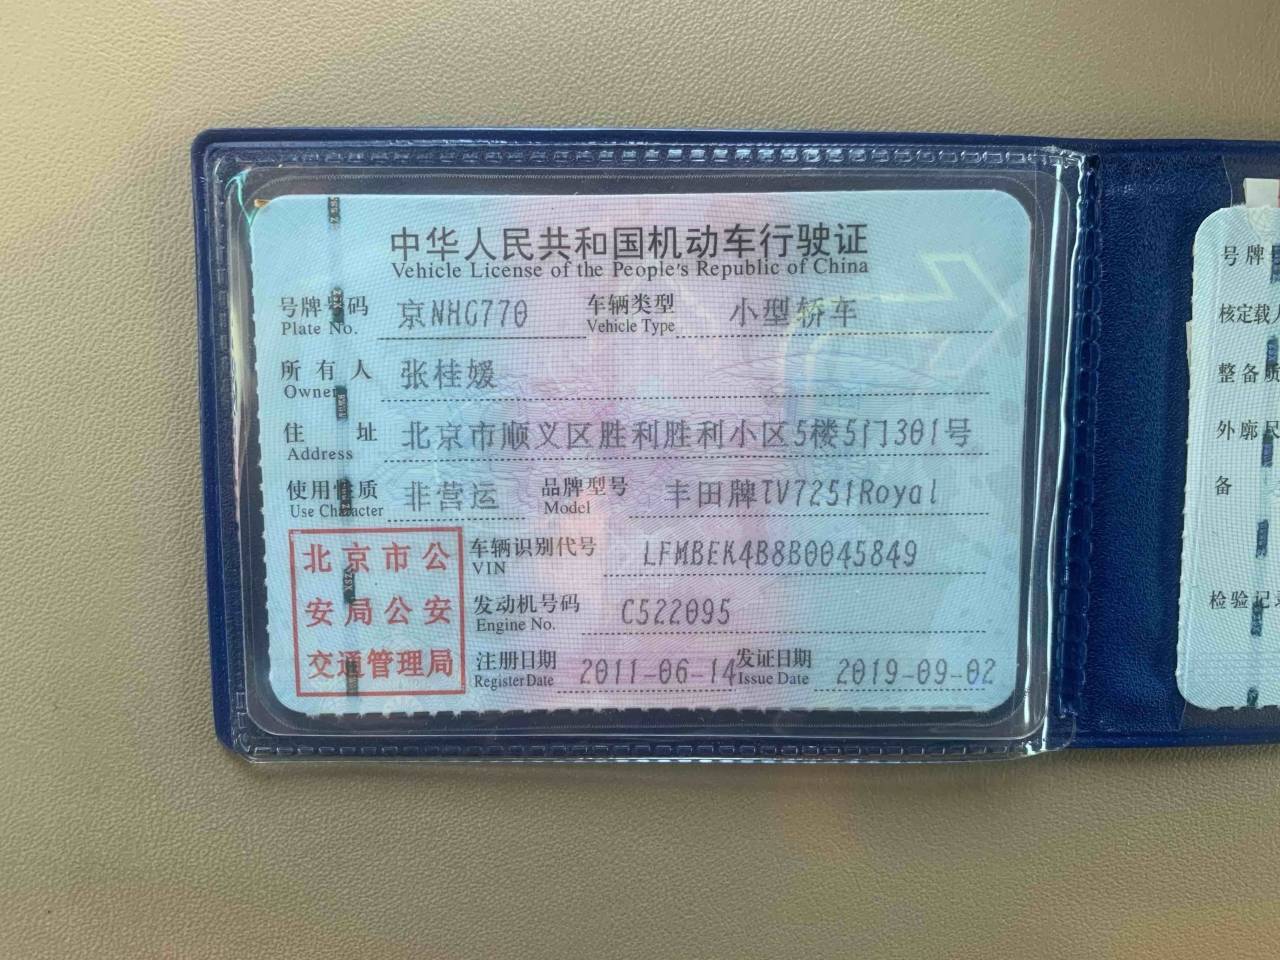 中华人民共和国机动车行驶证
Vehicle License of the People's Republic of China
号牌号码 京NHG770 车辆类型 小型轿车
Plate No. Vehicle Type
所有人 张桂媛
Owner
住址 北京市顺义区胜利胜利小区5楼5门301号
Address
使用性质 非营运 品牌型号 丰田牌TV7251Royal
Use Character Model
北京市公
安局公安
交通管理局
车辆识别代号 LFMBEK4B8B0045849
VIN
发动机号码 C522095
Engine No.
注册日期 2011-06-14 发证日期 2019-09-02
Register Date Issue Date
号牌
核定载人
整备质
外廓尺
备
检验记录